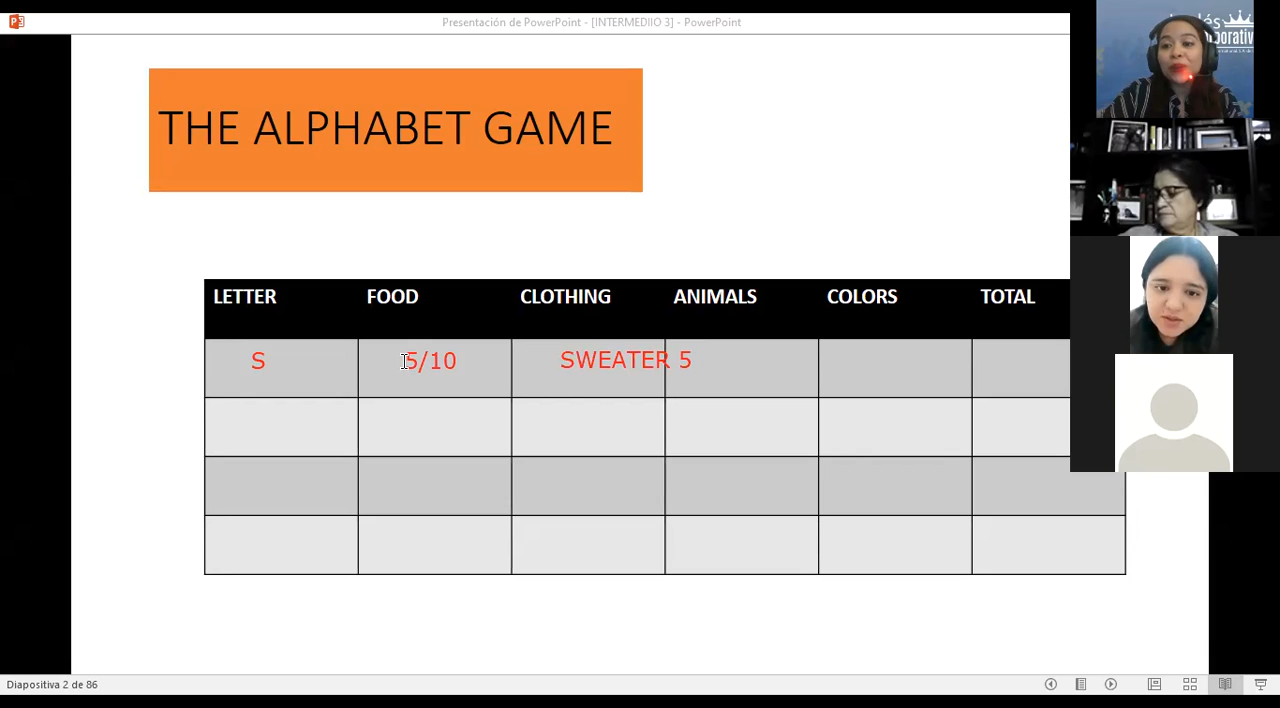 Presentación de PowerPoint - [INTERMEDIIO 3] - PowerPoint
THE ALPHABET GAME
LETTER FOOD CLOTHING ANIMALS COLORS TOTAL
S 5/10 SWEATER 5
Diapositiva 2 de 86